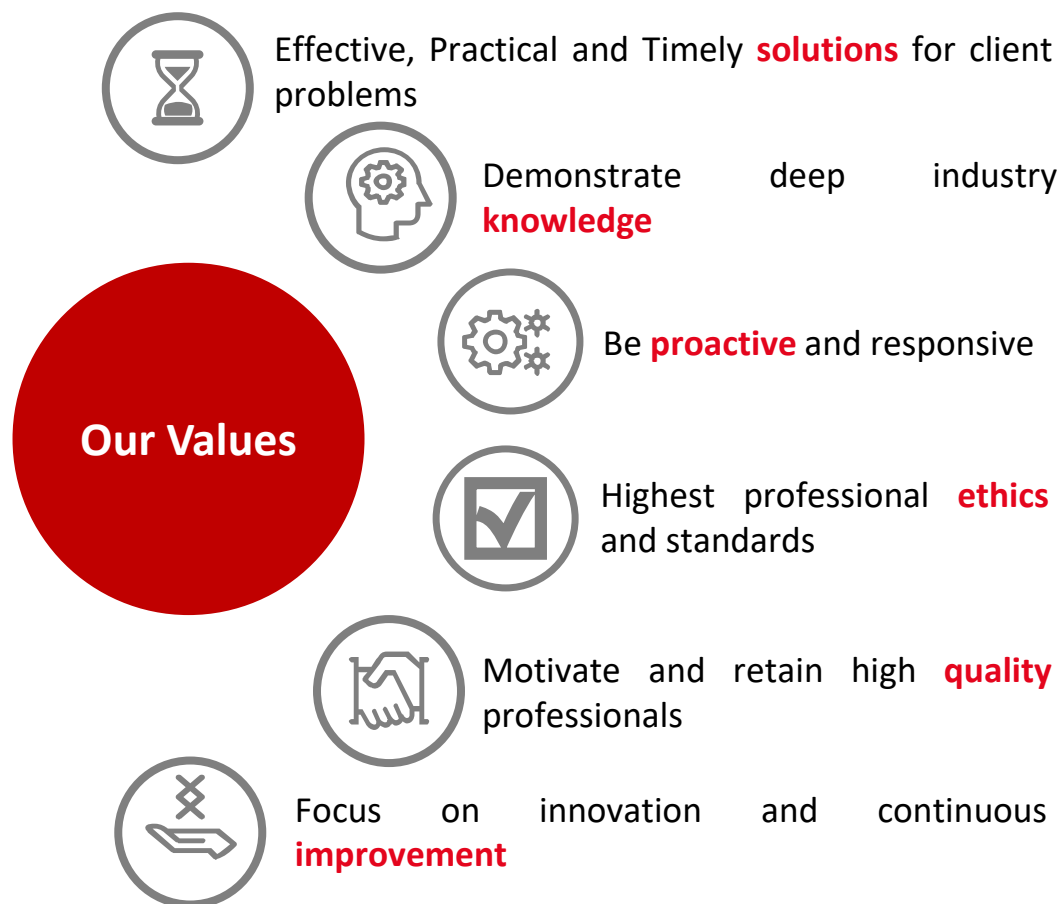 Effective, Practical and Timely solutions for client
problems
Demonstrate deep industry
knowledge
Be proactive and responsive
Our Values
Highest professional ethics
and standards
Motivate and retain high quality
professionals
Focus on innovation and continuous
improvement